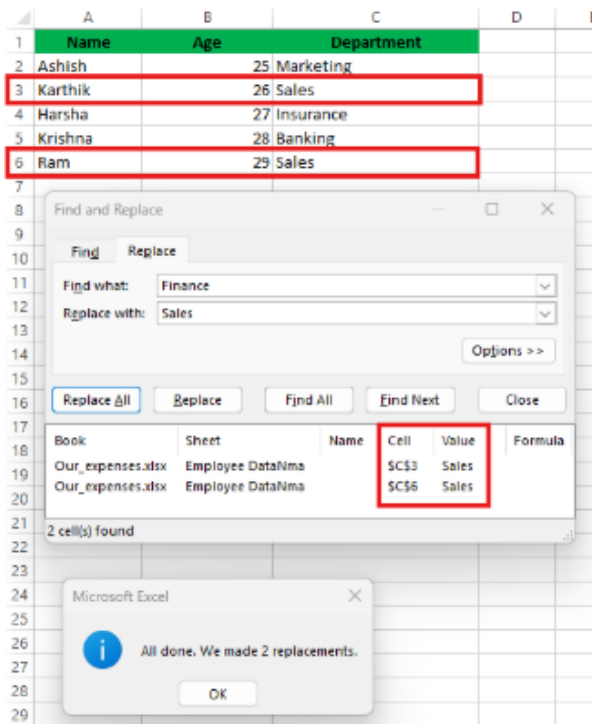 A B C D
1 Name Age Department
2 Ashish 25 Marketing
3 Karthik 26 Sales
4 Harsha 27 Insurance
5 Krishna 28 Banking
6 Ram 29 Sales
7
8 Find and Replace
9
10 Find Replace
11 Find what: Finance
12 Replace with: Sales
13
14 Options >>
15
16 Replace All Replace Find All Find Next Close
17
18 Book Sheet Name Cell Value Formula
19 Our_expenses.xlsx Employee DataNma $C$3 Sales
20 Our_expenses.xlsx Employee DataNma $C$6 Sales
21 2 cell(s) found
22
23
24 Microsoft Excel
25
26 All done. We made 2 replacements.
27
28 OK
29